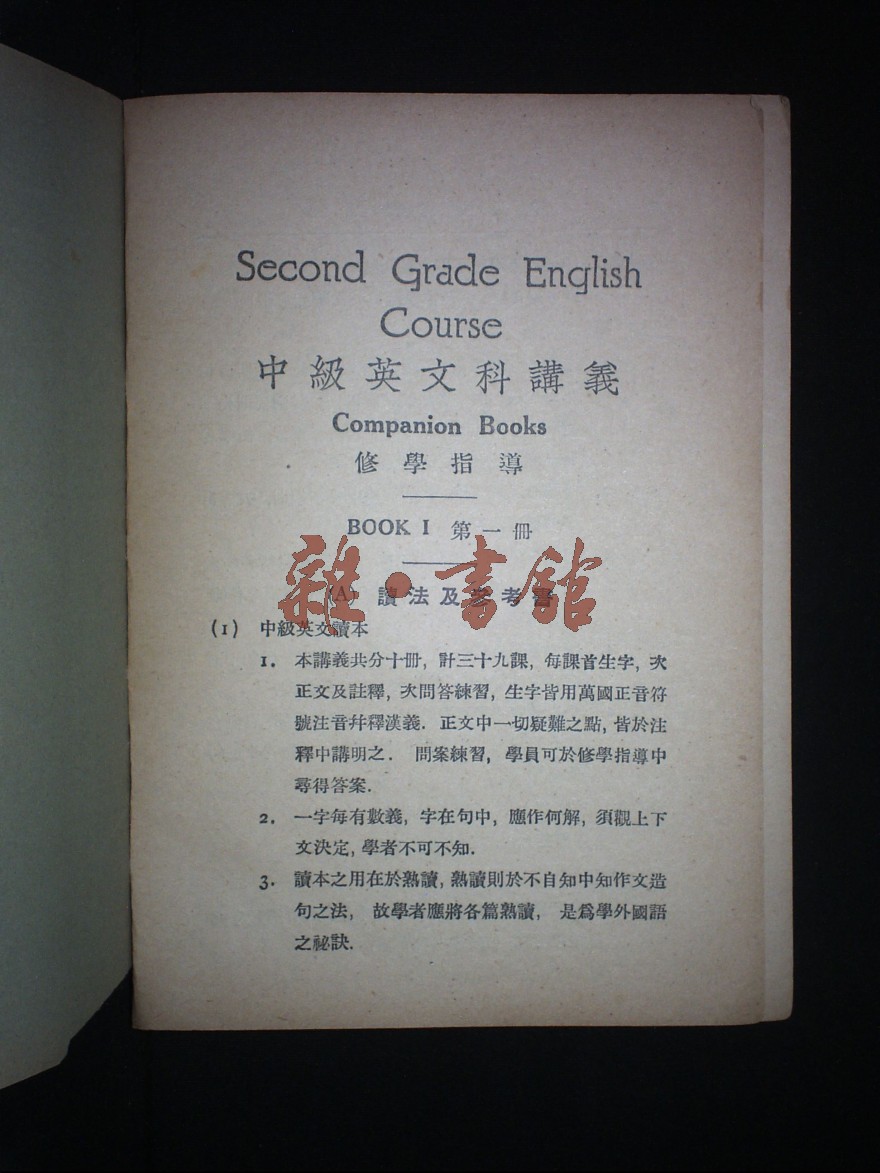 Second Grade English
Course
中級英文科講義
Companion Books
修學指導
BOOK I 第一冊
雜·書館
(A) 讀法及參考書
(1) 中級英文讀本
1. 本講義共分十冊, 計三十九課, 每課首生字, 次
正文及註釋, 次問答練習, 生字皆用萬國正音符
號注音幷釋漢義. 正文中一切疑難之點, 皆於注
釋中講明之. 問案練習, 學員可於修學指導中
尋得答案.
2. 一字每有數義, 字在句中, 應作何解, 須觀上下
文決定, 學者不可不知.
3. 讀本之用在於熟讀, 熟讀則於不自知中知作文造
句之法, 故學者應將各篇熟讀, 是爲學外國語
之祕訣.